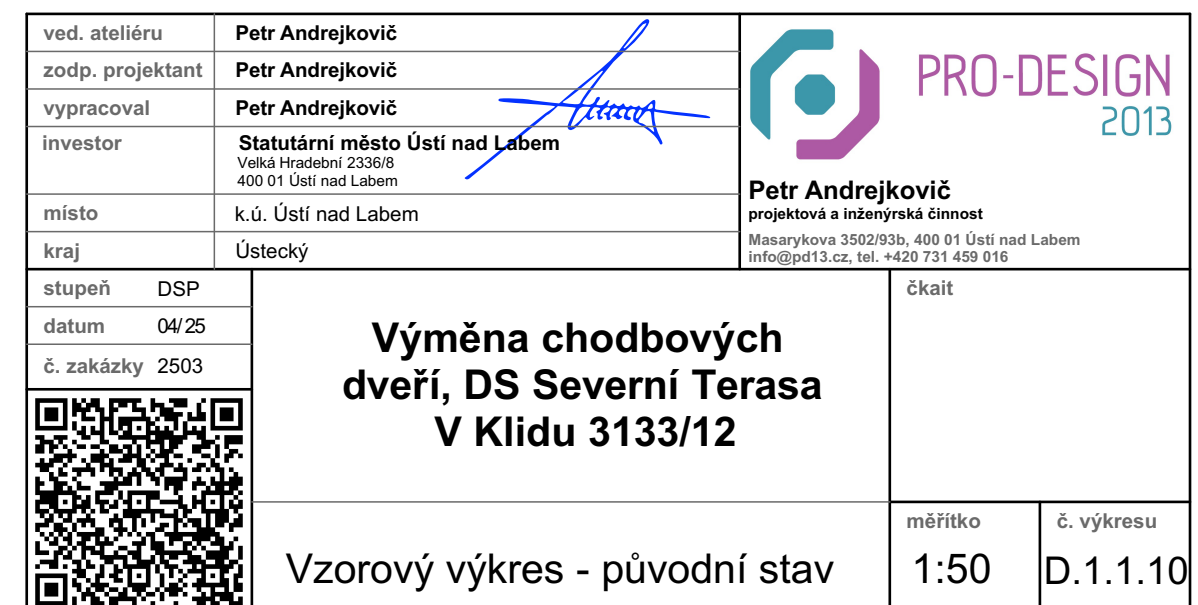 ved. ateliéru Petr Andrejkovič
zodp. projektant Petr Andrejkovič
vypracoval Petr Andrejkovič
investor Statutární město Ústí nad Labem
Velká Hradební 2336/8
400 01 Ústí nad Labem
místo k.ú. Ústí nad Labem
kraj Ústecký
PRO-DESIGN
2013
Petr Andrejkovič
projektová a inženýrská činnost
Masarykova 3502/93b, 400 01 Ústí nad Labem
info@pd13.cz, tel. +420 731 459 016
stupeň DSP
datum 04/25
č. zakázky 2503
Výměna chodbových
dveří, DS Severní Terasa
V Klidu 3133/12
čkait
Vzorový výkres - původní stav
měřítko
1:50
č. výkresu
D.1.1.10